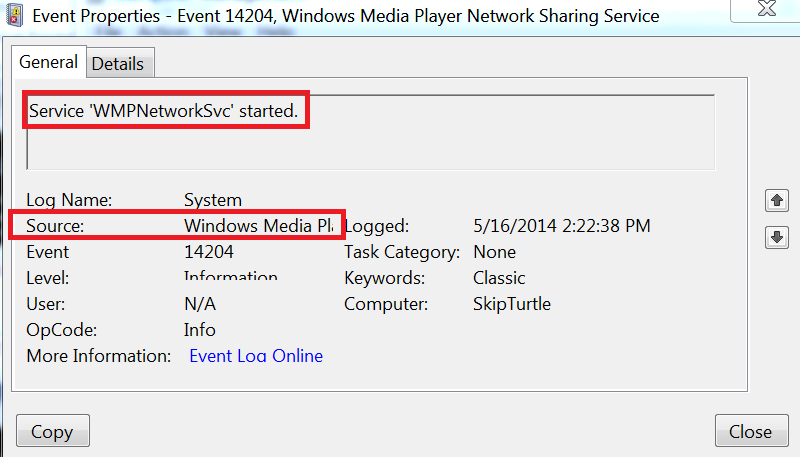 Event Properties - Event 14204, Windows Media Player Network Sharing Service
General Details
Service 'WMPNetworkSvc' started.
Log Name: System
Source: Windows Media Pla Logged: 5/16/2014 2:22:38 PM
Event 14204 Task Category: None
Level: Information Keywords: Classic
User: N/A Computer: SkipTurtle
OpCode: Info
More Information: Event Log Online
Copy Close